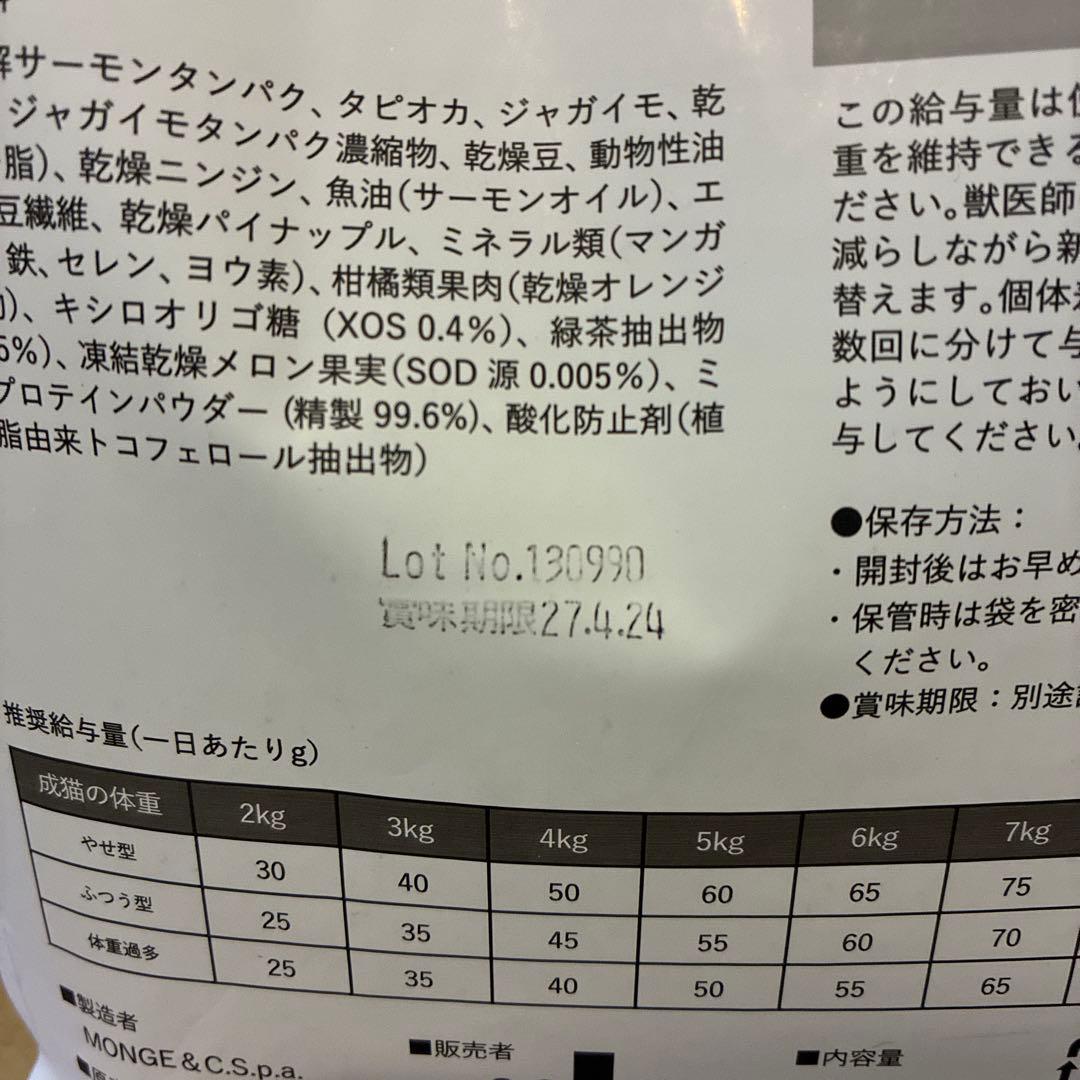 解サーモンタンパク、タピオカ、ジャガイモ、乾
ジャガイモタンパク濃縮物、乾燥豆、動物性油
脂)、乾燥ニンジン、魚油(サーモンオイル)、エ
豆繊維、乾燥パイナップル、ミネラル類(マンガ
鉄、セレン、ヨウ素)、柑橘類果肉(乾燥オレンジ
)、キシロオリゴ糖 (XOS 0.4%)、緑茶抽出物
5%)、凍結乾燥メロン果実(SOD 源 0.005%)、ミ
プロテインパウダー (精製 99.6%)、酸化防止剤(植
脂由来トコフェロール抽出物)
Lot No.130990
賞味期限27.4.24
この給与量は
重を維持できる
ださい。獣医師
減らしながら新
替えます。個体
数回に分けて与
ようにしておい
与してください。
●保存方法:
・開封後はお早め
・保管時は袋を密
ください。
●賞味期限:別途
推奨給与量(一日あたりg)
成猫の体重 2kg 3kg 4kg 5kg 6kg 7kg
やせ型 30 40 50 60 65 75
ふつう型 25 35 45 55 60 70
体重過多 25 35 40 50 55 65
■製造者
MONGE&C.S.p.a.
■販売者
■内容量